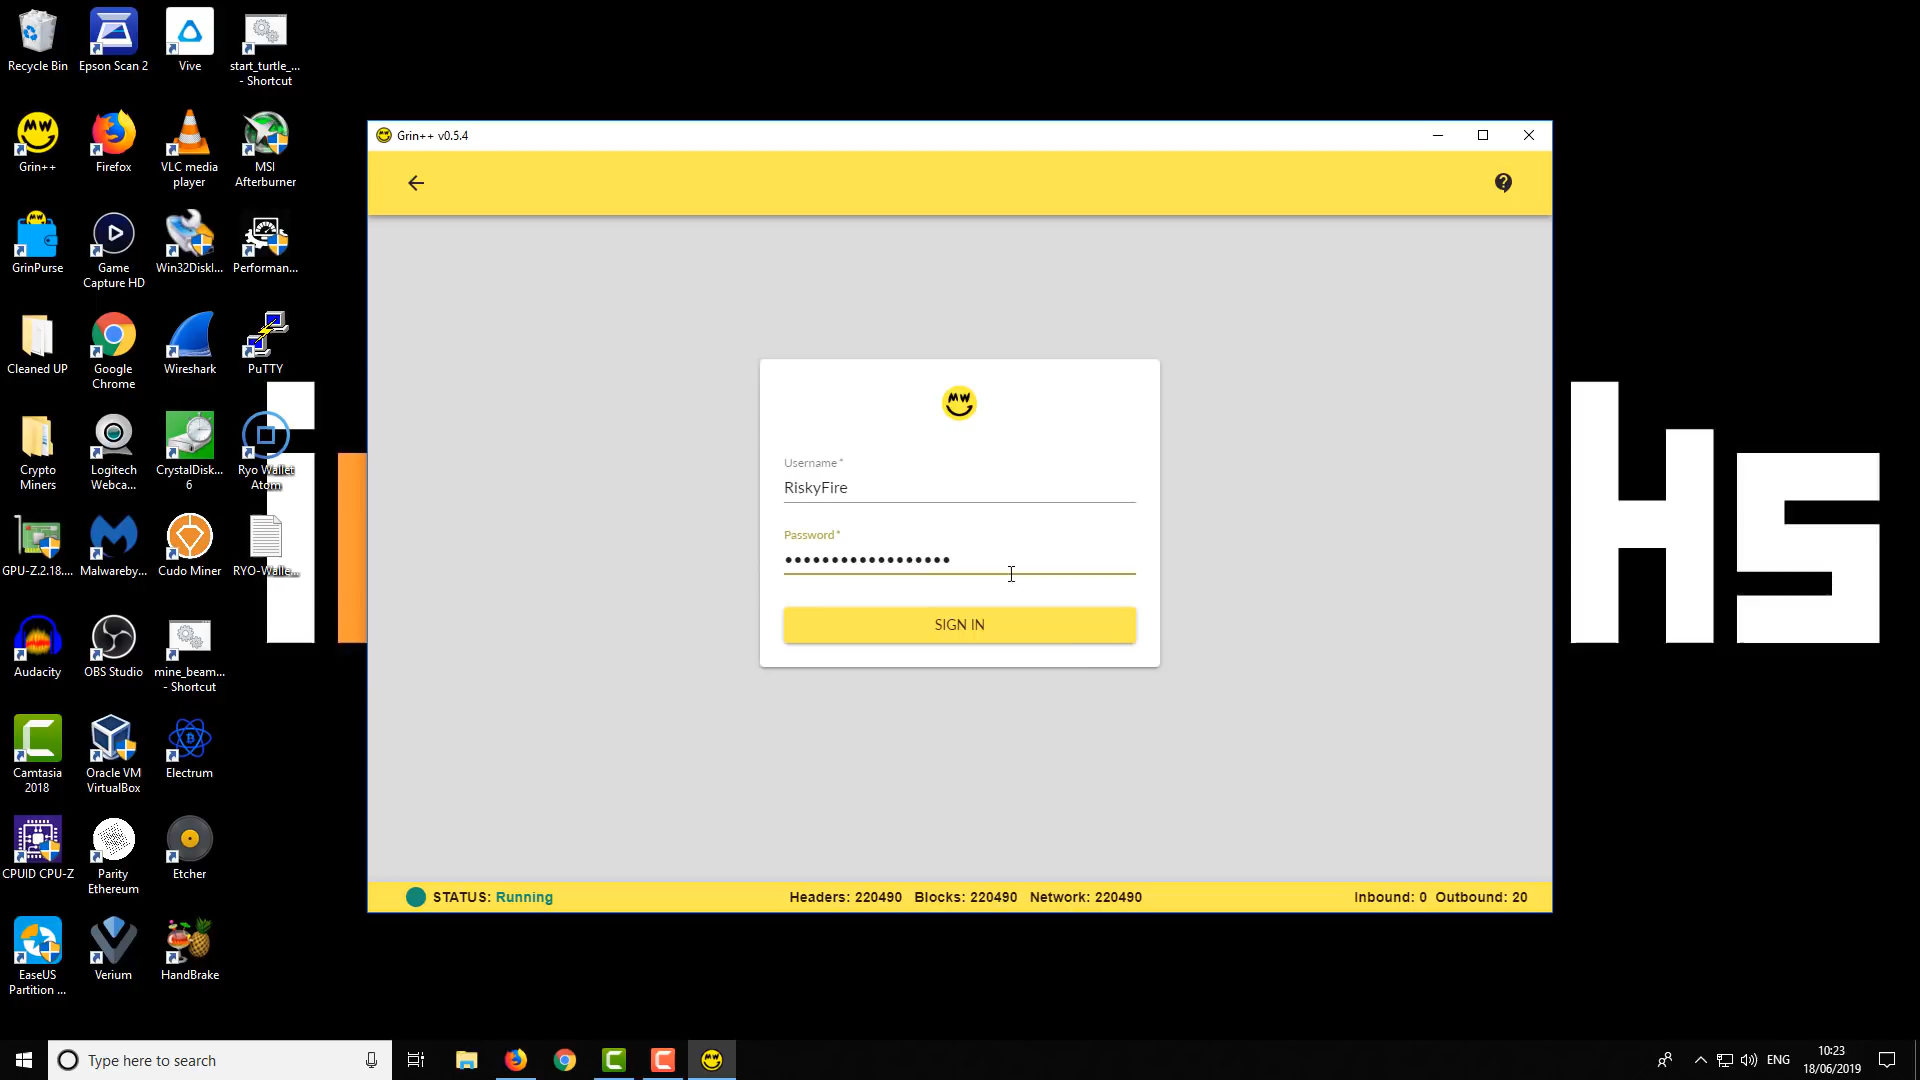 Recycle Bin
Epson Scan 2
Vive
start_turtle_...
- Shortcut
Grin++
Firefox
VLC media
player
MSI
Afterburner
GrinPurse
Game
Capture HD
Win32DiskI...
Performan...
Cleaned UP
Google
Chrome
Wireshark
PuTTY
Crypto
Miners
Logitech
Webca...
CrystalDisk...
6
Ryo Wallet
Atom
GPU-Z.2.18....
Malwareby...
Cudo Miner
RYO-Walle...
Audacity
OBS Studio
mine_beam...
- Shortcut
Camtasia
2018
Oracle VM
VirtualBox
Electrum
CPUID CPU-Z
Parity
Ethereum
Etcher
EaseUS
Partition ...
Verium
HandBrake
Grin++ v0.5.4
MW
Username *
RiskyFire
Password *
SIGN IN
STATUS: Running
Headers: 220490 Blocks: 220490 Network: 220490
Inbound: 0 Outbound: 20
hs
Type here to search
ENG
10:23
18/06/2019